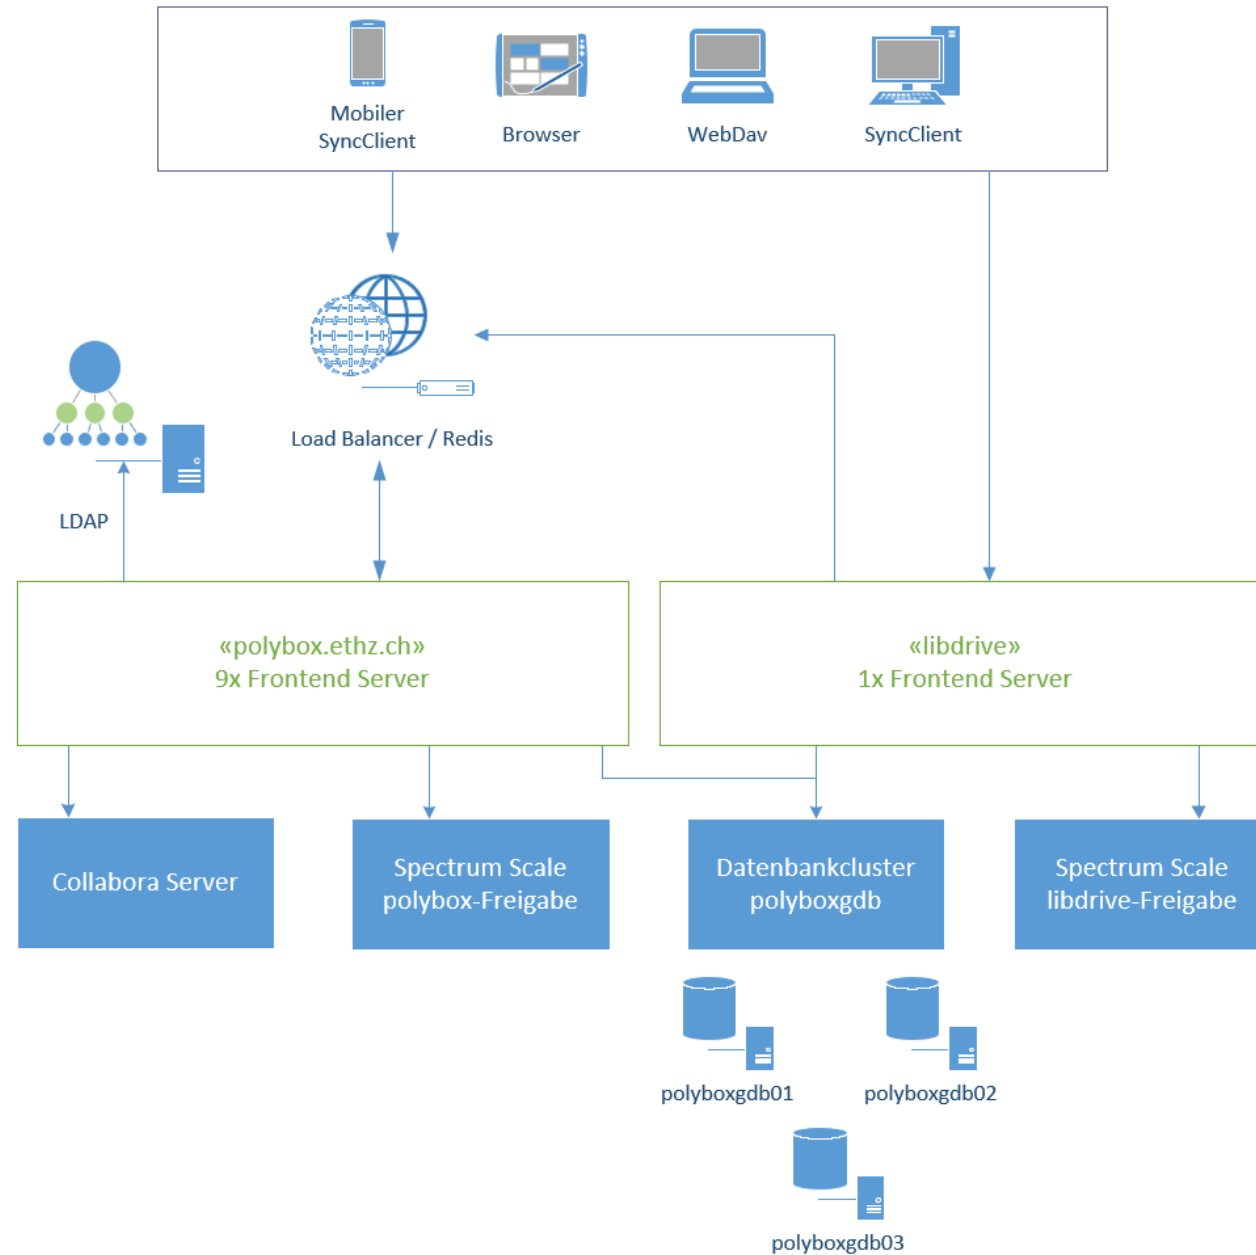 Mobiler
SyncClient
Browser
WebDav
SyncClient
Load Balancer / Redis
LDAP
«polybox.ethz.ch»
9x Frontend Server
«libdrive»
1x Frontend Server
Collabora Server
Spectrum Scale
polybox-Freigabe
Datenbankcluster
polyboxgdb
Spectrum Scale
libdrive-Freigabe
polyboxgdb01
polyboxgdb02
polyboxgdb03